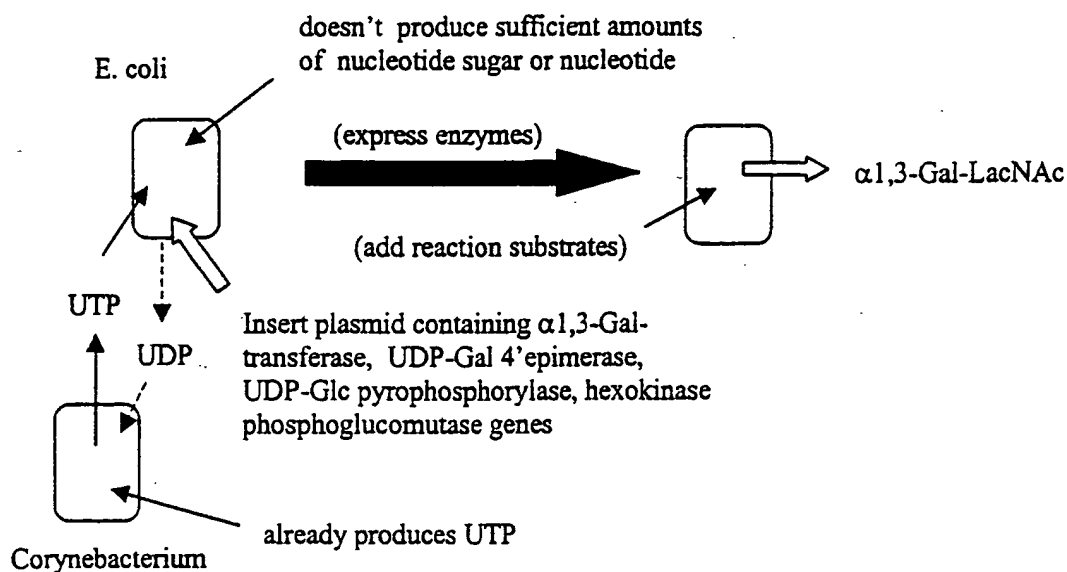 doesn't produce sufficient amounts
of nucleotide sugar or nucleotide
E. coli
(express enzymes)
α1,3-Gal-LacNAc
(add reaction substrates)
UTP
UDP
Insert plasmid containing α1,3-Gal-
transferase, UDP-Gal 4'epimerase,
UDP-Glc pyrophosphorylase, hexokinase
phosphoglucomutase genes
already produces UTP
Corynebacterium